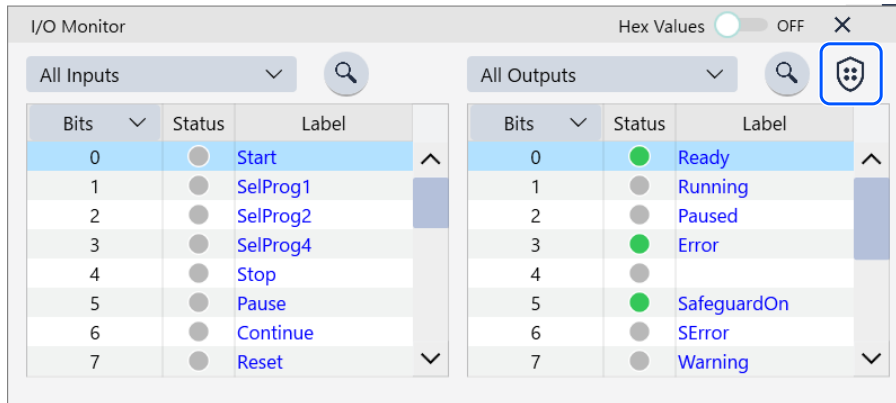 I/O Monitor Hex Values OFF
All Inputs All Outputs
Bits Status Label Bits Status Label
0 Start 0 Ready
1 SelProg1 1 Running
2 SelProg2 2 Paused
3 SelProg4 3 Error
4 Stop 4
5 Pause 5 SafeguardOn
6 Continue 6 SError
7 Reset 7 Warning